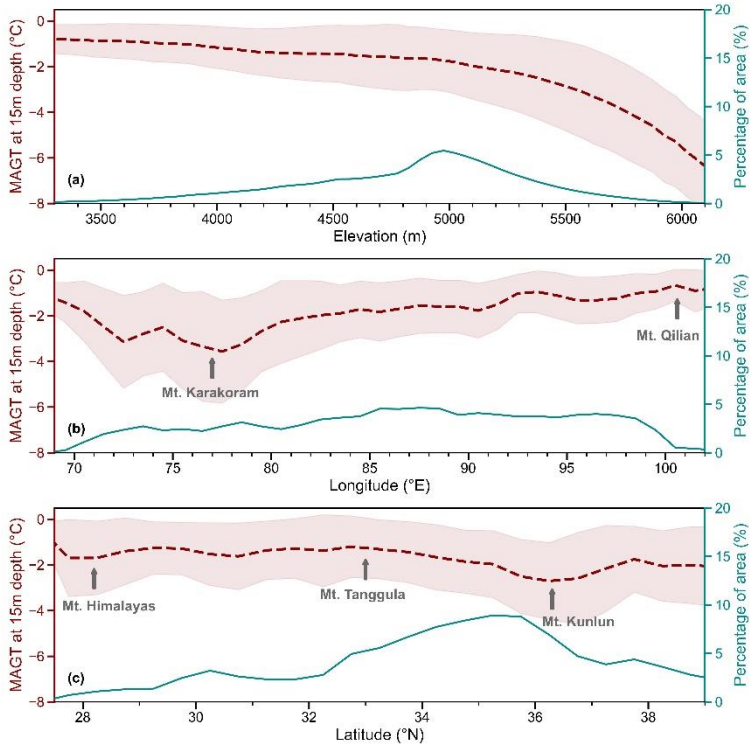 MAGT at 15m depth (°C)
0
−2
−4
−6
−8
(a)
20
15
10
5
0
Percentage of area (%)
3500 4000 4500 5000 5500 6000
Elevation (m)
MAGT at 15m depth (°C)
0
−2
−4
−6
−8
Mt. Karakoram
Mt. Qilian
(b)
20
15
10
5
0
Percentage of area (%)
70 75 80 85 90 95 100
Longitude (°E)
MAGT at 15m depth (°C)
0
−2
−4
−6
−8
Mt. Himalayas
Mt. Tanggula
Mt. Kunlun
(c)
20
15
10
5
0
Percentage of area (%)
28 30 32 34 36 38
Latitude (°N)